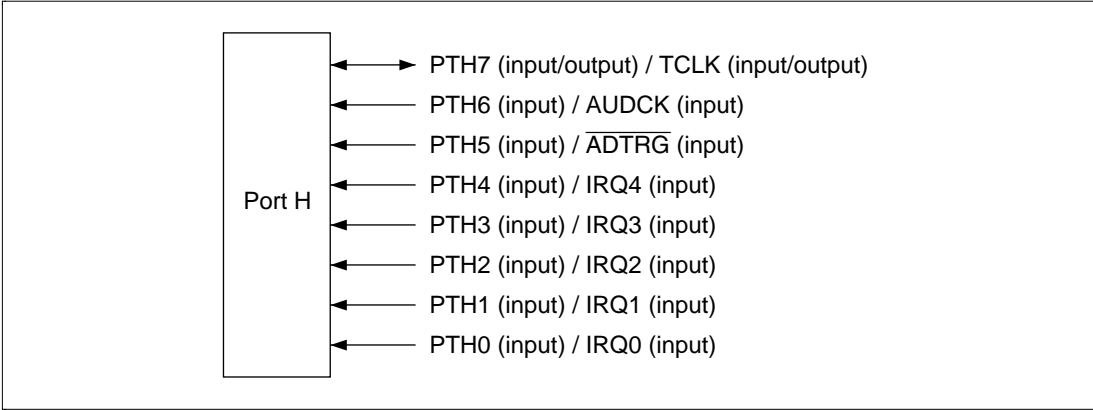 PTH7 (input/output) / TCLK (input/output)
PTH6 (input) / AUDCK (input)
PTH5 (input) / A̅D̅T̅R̅G̅ (input)
PTH4 (input) / IRQ4 (input)
Port H
PTH3 (input) / IRQ3 (input)
PTH2 (input) / IRQ2 (input)
PTH1 (input) / IRQ1 (input)
PTH0 (input) / IRQ0 (input)